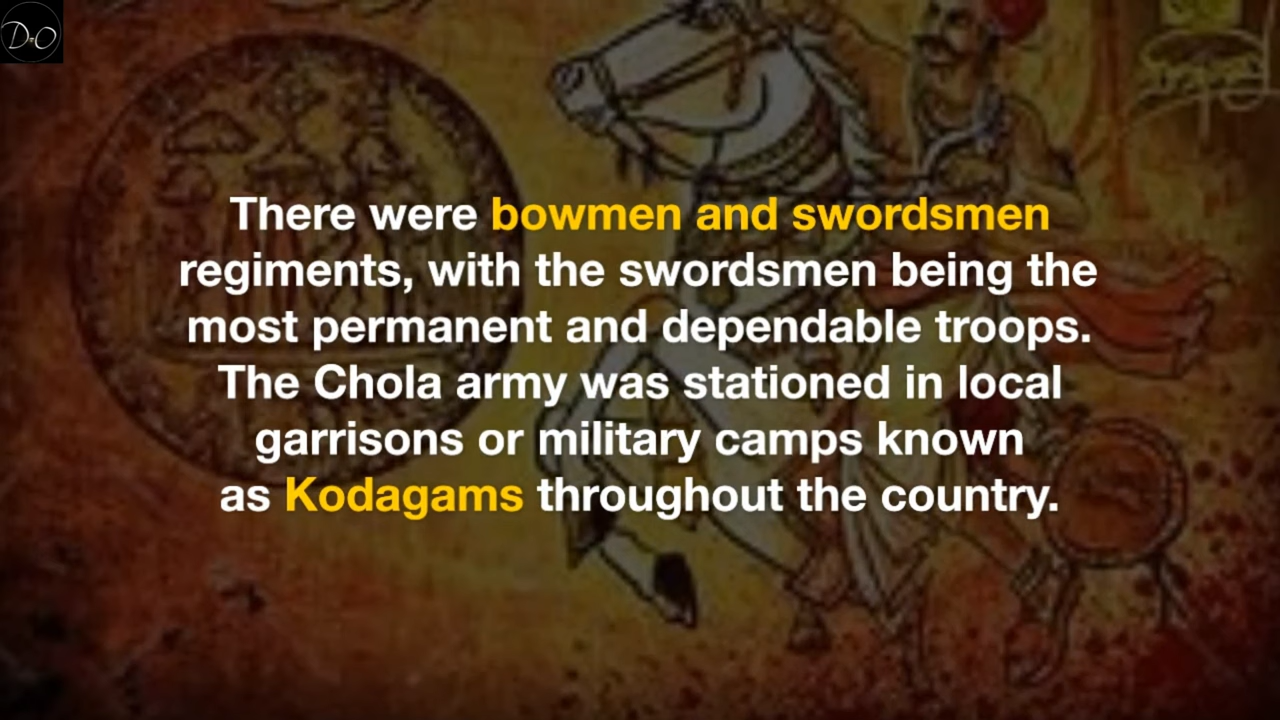 D:O
There were bowmen and swordsmen
regiments, with the swordsmen being the
most permanent and dependable troops.
The Chola army was stationed in local
garrisons or military camps known
as Kodagams throughout the country.